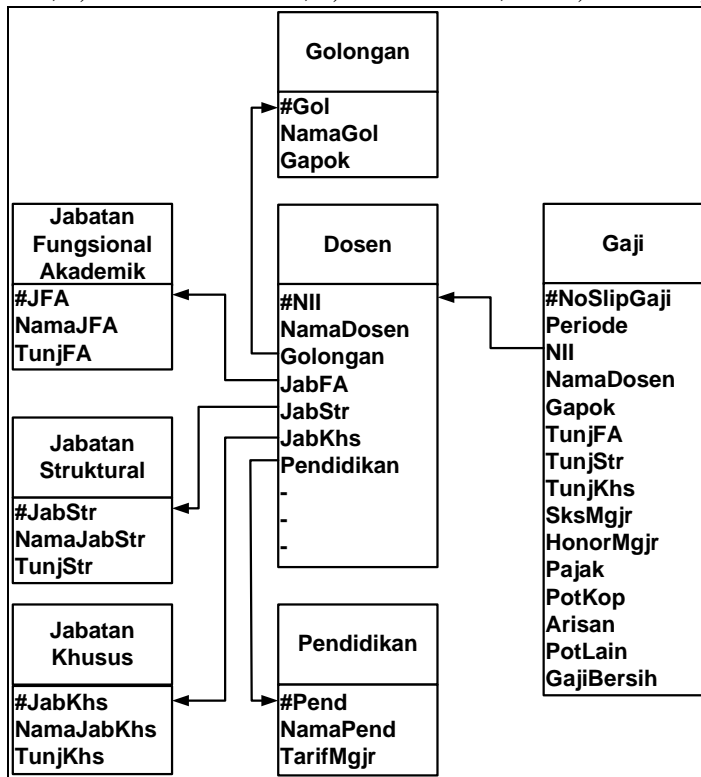 Golongan
#Gol
NamaGol
Gapok
Jabatan
Fungsional
Akademik
#JFA
NamaJFA
TunjFA
Dosen
#NII
NamaDosen
Golongan
JabFA
JabStr
JabKhs
Pendidikan
-
-
-
Gaji
#NoSlipGaji
Periode
NII
NamaDosen
Gapok
TunjFA
TunjStr
TunjKhs
SksMgjr
HonorMgjr
Pajak
PotKop
Arisan
PotLain
GajiBersih
Jabatan
Struktural
#JabStr
NamaJabStr
TunjStr
Jabatan
Khusus
#JabKhs
NamaJabKhs
TunjKhs
Pendidikan
#Pend
NamaPend
TarifMgjr